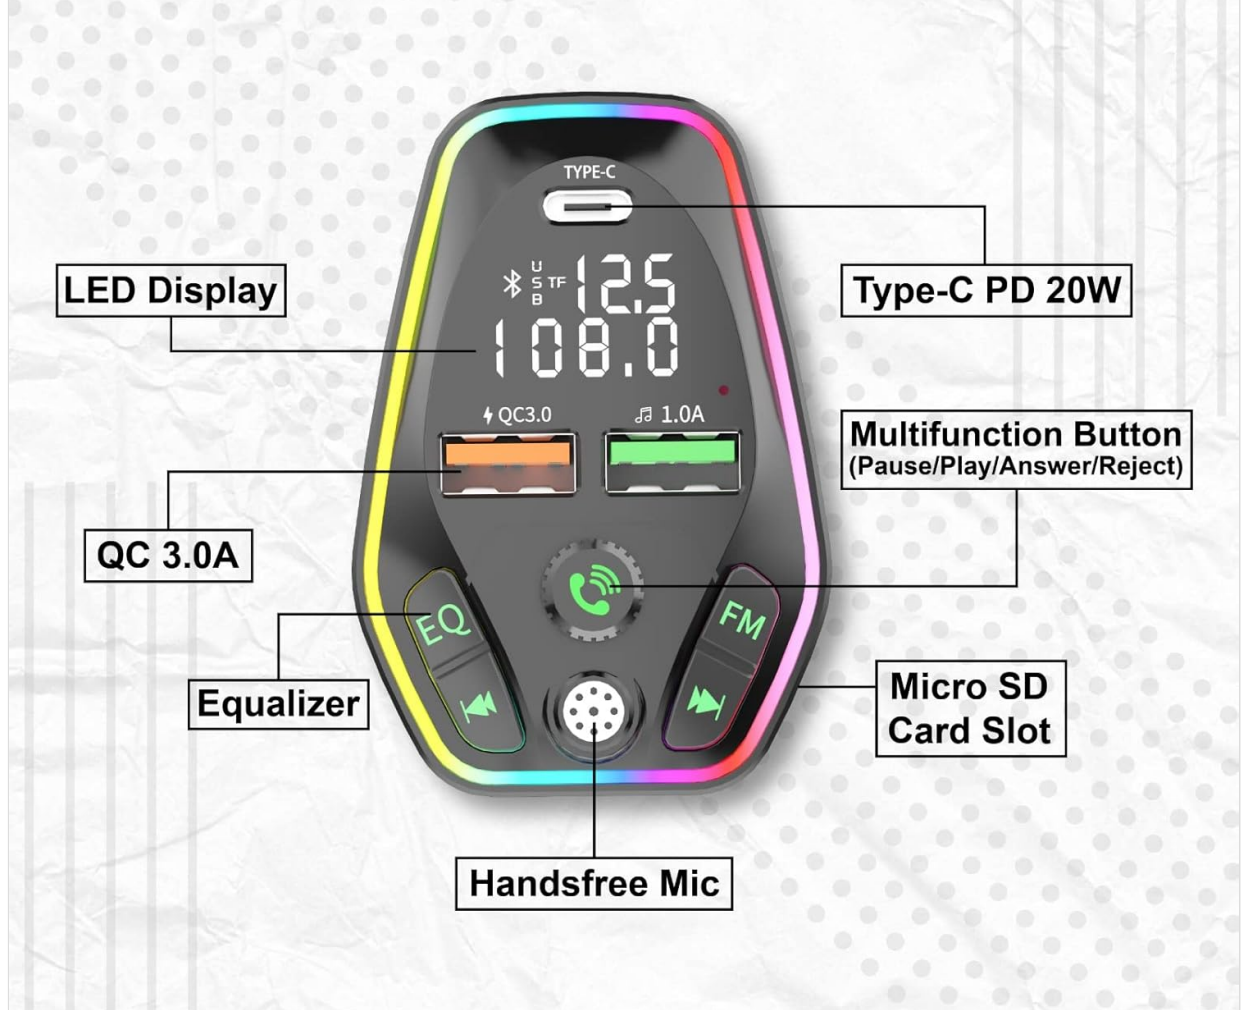 TYPE-C
USB TF 12.5
108.0
QC3.0
1.0A
LED Display
Type-C PD 20W
Multifunction Button
(Pause/Play/Answer/Reject)
QC 3.0A
EQ
FM
Equalizer
Micro SD
Card Slot
Handsfree Mic